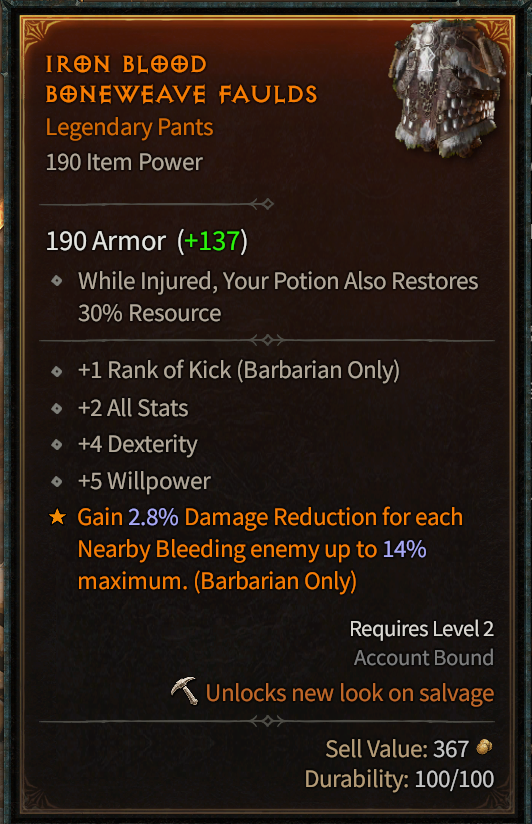 IRON BLOOD
BONEWEAVE FAULDS
Legendary Pants
190 Item Power
190 Armor (+137)
While Injured, Your Potion Also Restores
30% Resource
+1 Rank of Kick (Barbarian Only)
+2 All Stats
+4 Dexterity
+5 Willpower
Gain 2.8% Damage Reduction for each
Nearby Bleeding enemy up to 14%
maximum. (Barbarian Only)
Requires Level 2
Account Bound
Unlocks new look on salvage
Sell Value: 367
Durability: 100/100